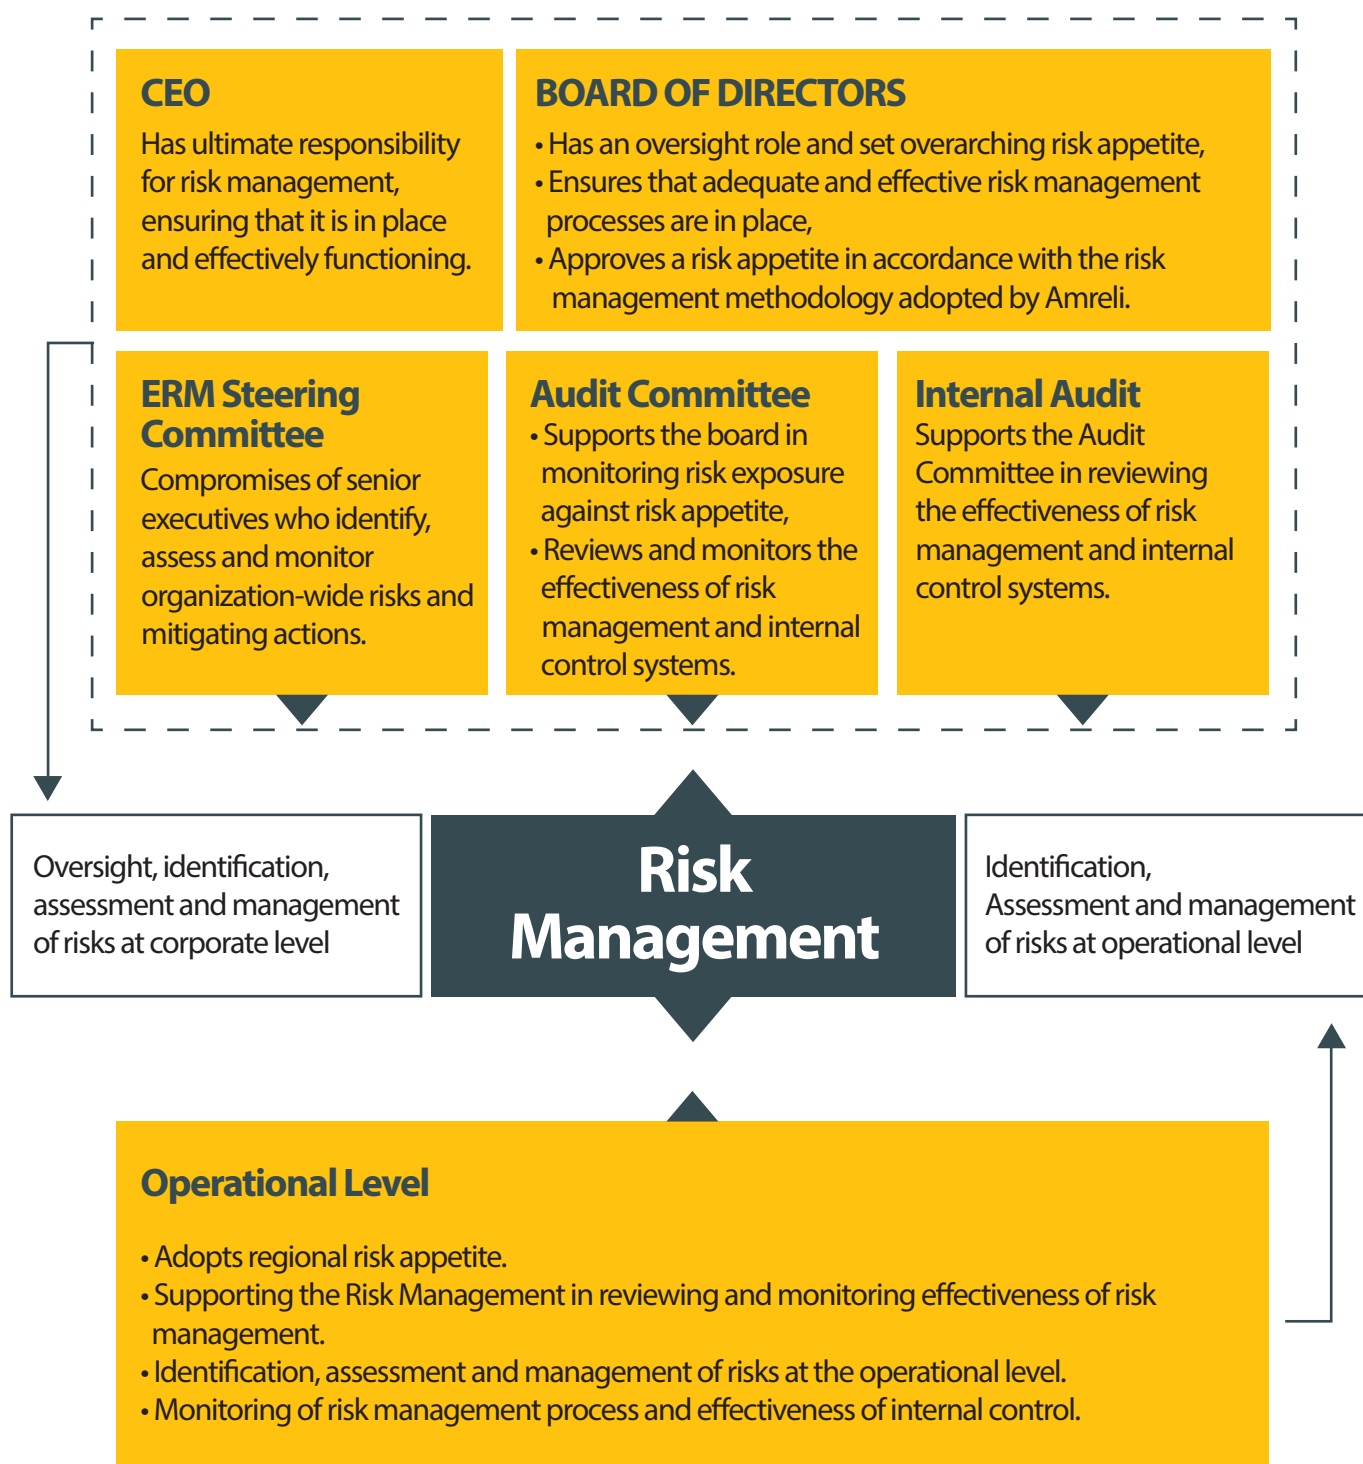 CEO
Has ultimate responsibility
for risk management,
ensuring that it is in place
and effectively functioning.
BOARD OF DIRECTORS
• Has an oversight role and set overarching risk appetite,
• Ensures that adequate and effective risk management
processes are in place,
• Approves a risk appetite in accordance with the risk
management methodology adopted by Amreli.
ERM Steering
Committee
Compromises of senior
executives who identify,
assess and monitor
organization-wide risks and
mitigating actions.
Audit Committee
• Supports the board in
monitoring risk exposure
against risk appetite,
• Reviews and monitors the
effectiveness of risk
management and internal
control systems.
Internal Audit
Supports the Audit
Committee in reviewing
the effectiveness of risk
management and internal
control systems.
Oversight, identification,
assessment and management
of risks at corporate level
Risk
Management
Identification,
Assessment and management
of risks at operational level
Operational Level
• Adopts regional risk appetite.
• Supporting the Risk Management in reviewing and monitoring effectiveness of risk
management.
• Identification, assessment and management of risks at the operational level.
• Monitoring of risk management process and effectiveness of internal control.